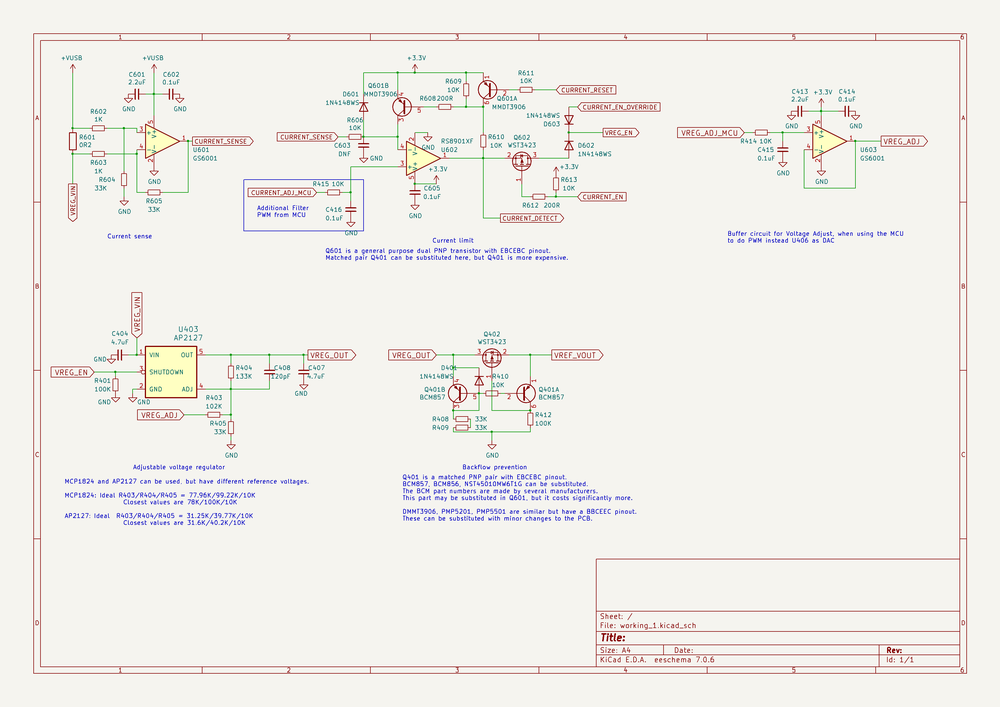 1 2 3 4 5 6
A
B
C
D
+VUSB
+VUSB
C601
2.2uF
C602
0.1uF
GND
GND
R602
1K
R601
0R2
R603
1K
R604
33K
R605
33K
GND
GND
U601
GS6001
CURRENT_SENSE
VREG_VIN
Current sense
+3.3V
D601
1N4148WS
Q601B
MMDT3906
R608
200R
R609
10K
Q601A
MMDT3906
R611
10K
CURRENT_RESET
CURRENT_SENSE
R606
10K
C603
DNF
GND
GND
RS8901XF
U602
+3.3V
C605
0.1uF
GND
R610
10K
Q602
WST3423
1N4148WS
D603
CURRENT_EN_OVERRIDE
VREG_EN
D602
1N4148WS
+3.3V
R613
10K
R612
200R
CURRENT_EN
CURRENT_DETECT
CURRENT_ADJ_MCU
R415
10K
C416
0.1uF
GND
Additional Filter
PWM from MCU
Current limit
Q601 is a general purpose dual PNP transistor with EBCEBC pinout.
Matched pair Q401 can be substituted here, but Q401 is more expensive.
C413
2.2uF
+3.3V
C414
0.1uF
GND
GND
VREG_ADJ_MCU
R414
10K
C415
0.1uF
GND
GND
U603
GS6001
VREG_ADJ
Buffer circuit for Voltage Adjust, when using the MCU
to do PWM instead U406 as DAC
VREG_VIN
C404
4.7uF
GND
U403
AP2127
VIN
OUT
SHUTDOWN
GND
ADJ
VREG_EN
R401
100K
GND
GND
R404
133K
C408
120pF
C407
4.7uF
GND
VREG_OUT
VREG_ADJ
R403
102K
R405
33K
GND
Adjustable voltage regulator
MCP1824 and AP2127 can be used, but have different reference voltages.
MCP1824: Ideal R403/R404/R405 = 77.96K/99.22K/10K
Closest values are 78K/100K/10K
AP2127: Ideal R403/R404/R405 = 31.25K/39.77K/10K
Closest values are 31.6K/40.2K/10K
VREG_OUT
Q402
WST3423
VREF_VOUT
D401
1N4148WS
R410
10K
Q401B
BCM857
Q401A
BCM857
R408
33K
R409
33K
R412
100K
GND
Backflow prevention
Q401 is a matched PNP pair with EBCEBC pinout.
BCM857, BCM856, NST45010MW6T1G can be substituted.
The BCM part numbers are made by several manufacturers.
This part may be substituted in Q601, but it costs significantly more.
DMMT3906, PMP5201, PMP5501 are similar but have a BBCEEC pinout.
These can be substituted with minor changes to the PCB.
Sheet: /
File: working_1.kicad_sch
Title:
Size: A4 Date: Rev:
KiCad E.D.A. eeschema 7.0.6 Id: 1/1
1 2 3 4 5 6